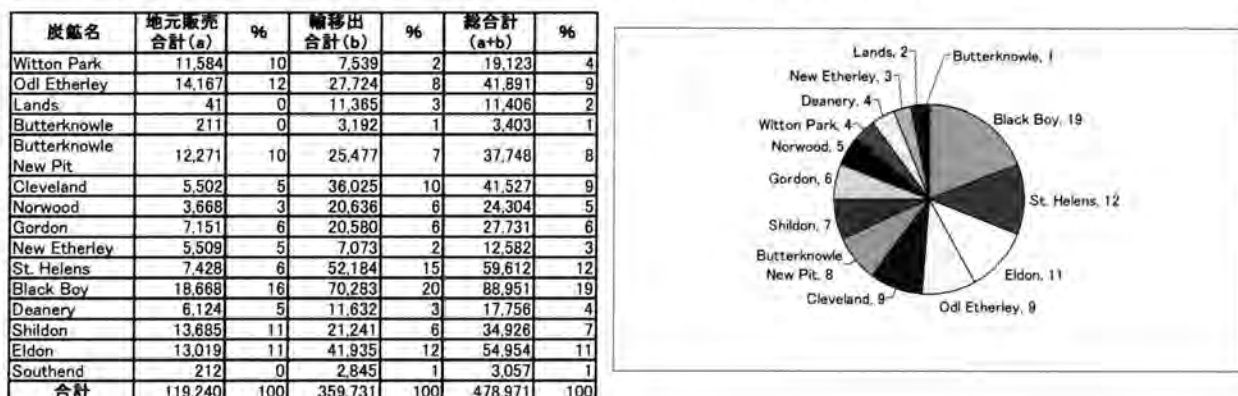 炭鉱名 地元販売合計(a) % 輸移出合計(b) % 総合計(a+b) %
Witton Park 11,584 10 7,539 2 19,123 4
Odl Etherley 14,167 12 27,724 8 41,891 9
Lands 41 0 11,365 3 11,406 2
Butterknowle 211 0 3,192 1 3,403 1
Butterknowle New Pit 12,271 10 25,477 7 37,748 8
Cleveland 5,502 5 36,025 10 41,527 9
Norwood 3,668 3 20,636 6 24,304 5
Gordon 7,151 6 20,580 6 27,731 6
New Etherley 5,509 5 7,073 2 12,582 3
St. Helens 7,428 6 52,184 15 59,612 12
Black Boy 18,668 16 70,283 20 88,951 19
Deanery 6,124 5 11,632 3 17,756 4
Shildon 13,685 11 21,241 6 34,926 7
Eldon 13,019 11 41,935 12 54,954 11
Southend 212 0 2,845 1 3,057 1
合計 119,240 100 359,731 100 478,971 100
Lands, 2
Butterknowle, 1
New Etherley, 3
Deanery, 4
Black Boy, 19
Witton Park, 4
Norwood, 5
Gordon, 6
St. Helens, 12
Shildon, 7
Butterknowle
New Pit, 8
Eldon, 11
Cleveland, 9
Odl Etherley, 9